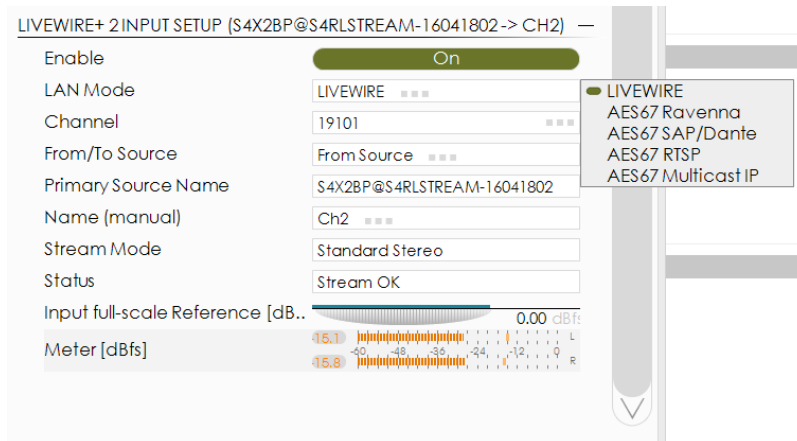 LIVEWIRE+ 2 INPUT SETUP (S4X2BP@S4RLSTREAM-16041802 -> CH2) —
Enable On
LAN Mode LIVEWIRE
LIVEWIRE
AES67 Ravenna
AES67 SAP/Dante
AES67 RTSP
AES67 Multicast IP
Channel 19101
From/To Source From Source
Primary Source Name S4X2BP@S4RLSTREAM-16041802
Name (manual) Ch2
Stream Mode Standard Stereo
Status Stream OK
Input full-scale Reference [dB.. 0.00 dBfs
Meter [dBfs] -15.1 L
-60 -48 -36 -24 -12 0
-15.8 R